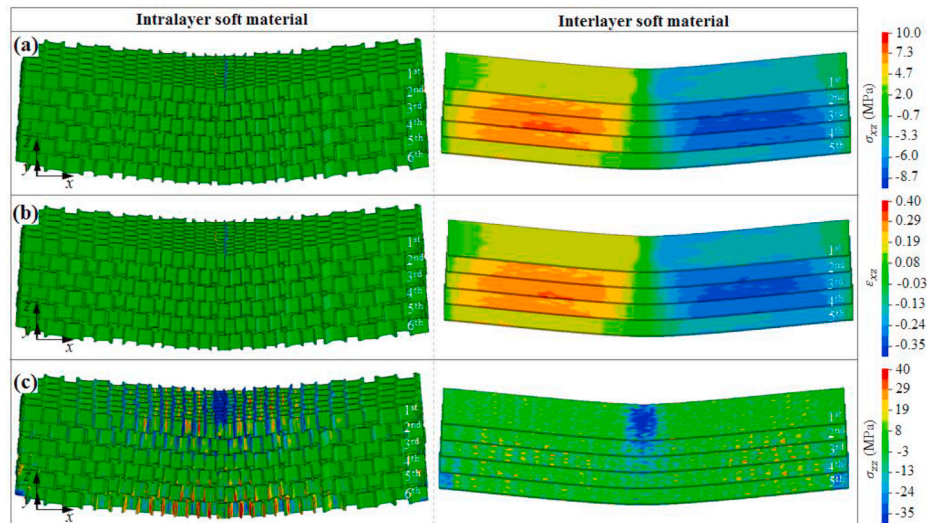 Intralayer soft material
Interlayer soft material
(a)
1st
2nd
3rd
4th
5th
6th
y
x
1st
2nd
3rd
4th
5th
10.0
7.3
4.7
2.0
-0.7
-3.3
-6.0
-8.7
σxz (MPa)
(b)
1st
2nd
3rd
4th
5th
6th
y
x
1st
2nd
3rd
4th
5th
0.40
0.29
0.19
0.08
-0.03
-0.13
-0.24
-0.35
εxz
(c)
1st
2nd
3rd
4th
5th
6th
y
x
1st
2nd
3rd
4th
5th
40
29
19
8
-3
-13
-24
-35
σzz (MPa)